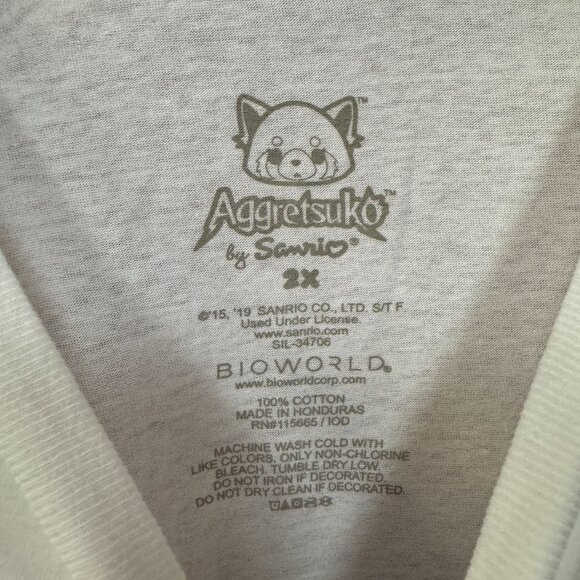 Aggretsuko™
by Sanrio®
2X
©'15, '19 SANRIO CO., LTD. S/T F.
Used Under License.
www.sanrio.com
SIL-34706
BIOWORLD®
www.bioworldcorp.com
100% COTTON
MADE IN HONDURAS
RN#115665 / IOD
MACHINE WASH COLD WITH
LIKE COLORS. ONLY NON-CHLORINE
BLEACH. TUMBLE DRY LOW.
DO NOT IRON IF DECORATED.
DO NOT DRY CLEAN IF DECORATED.